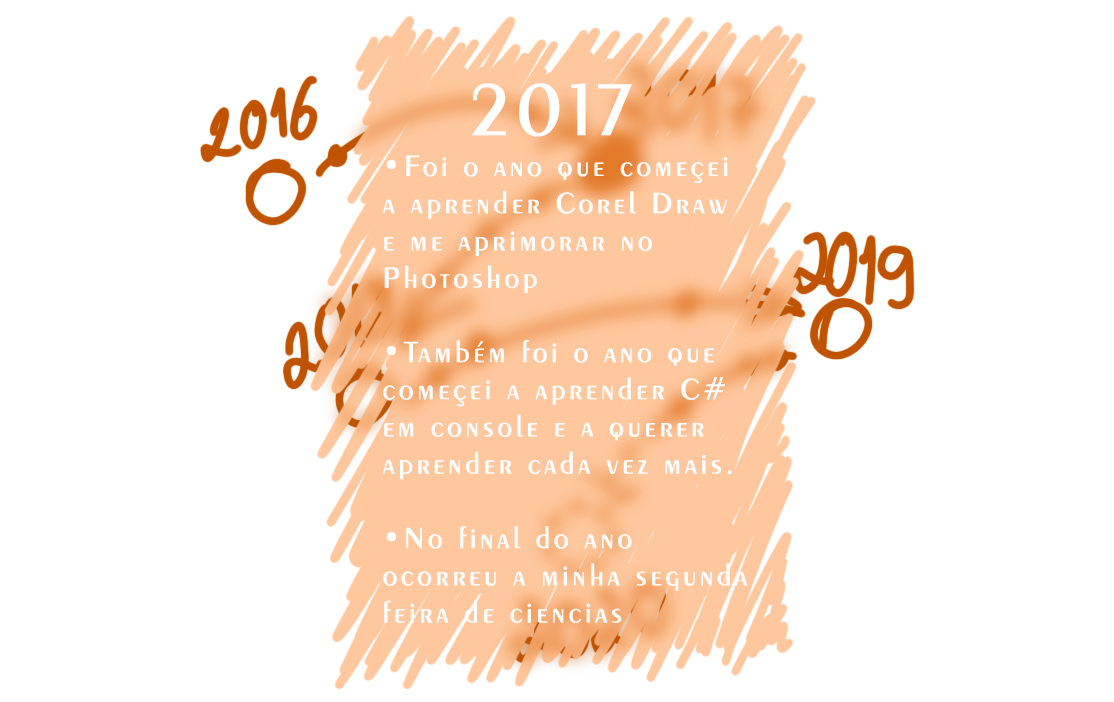 2016
2017
•Foi o ano que começei
a aprender Corel Draw
e me aprimorar no
Photoshop
2019
•Também foi o ano que
começei a aprender C#
em console e a querer
aprender cada vez mais.
•No final do ano
ocorreu a minha segunda
feira de ciencias